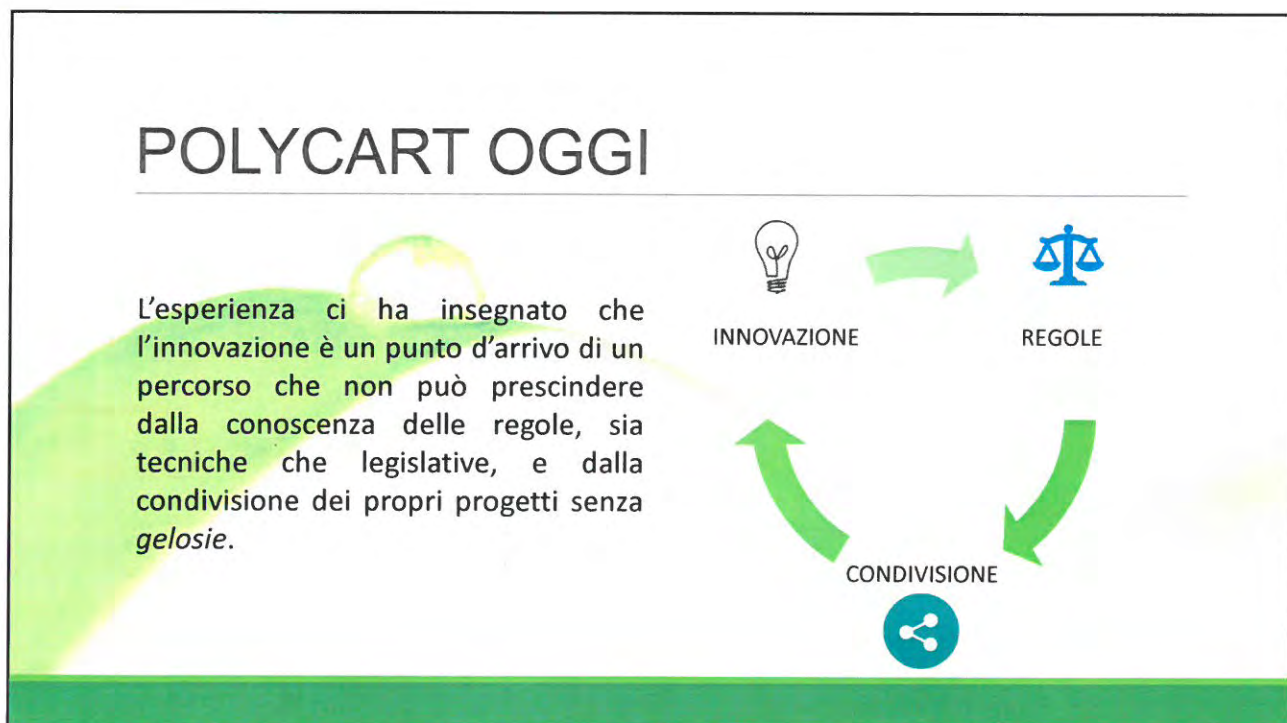 POLYCART OGGI
L’esperienza ci ha insegnato che
l’innovazione è un punto d’arrivo di un
percorso che non può prescindere
dalla conoscenza delle regole, sia
tecniche che legislative, e dalla
condivisione dei propri progetti senza
gelosie.
INNOVAZIONE
REGOLE
CONDIVISIONE